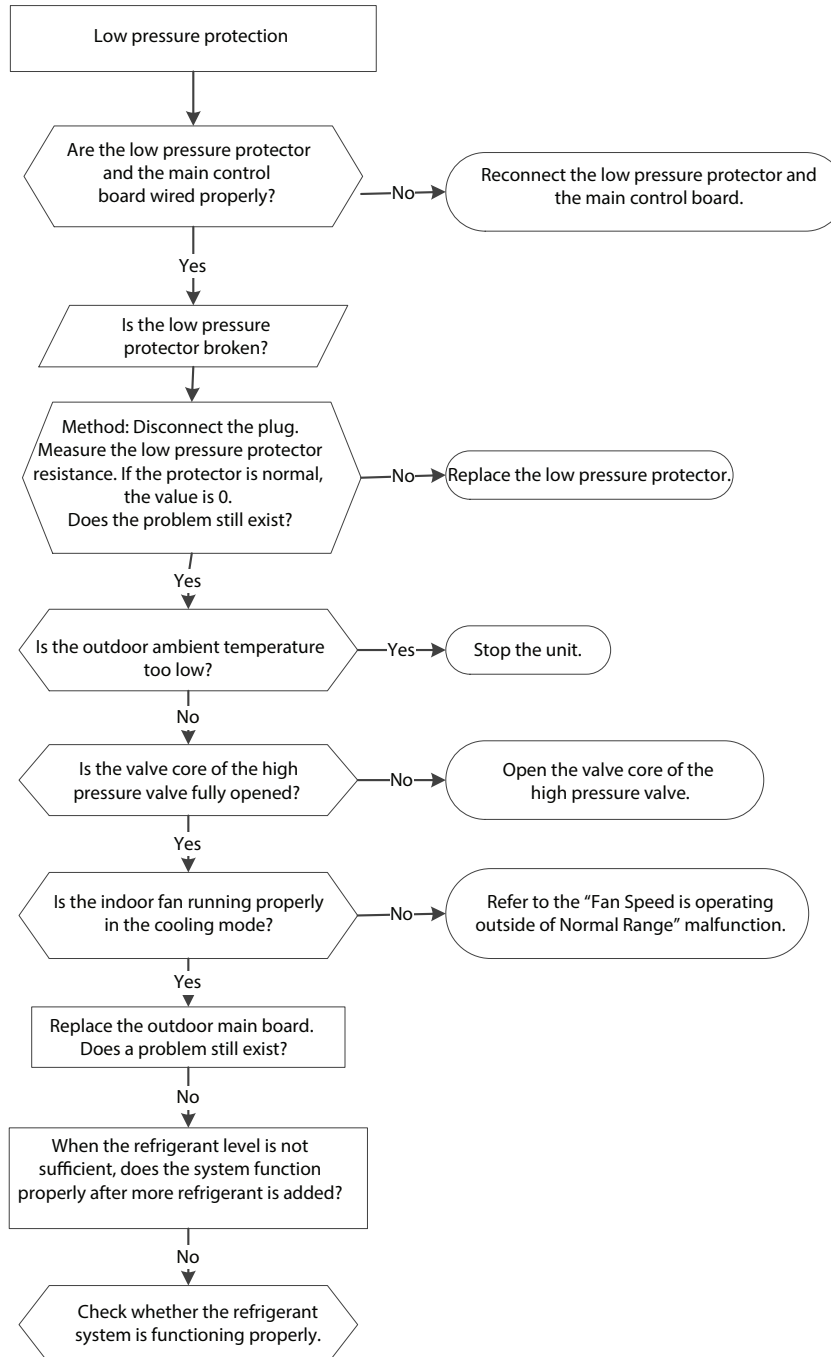 Low pressure protection
Are the low pressure protector
and the main control
board wired properly?
No
Reconnect the low pressure protector and
the main control board.
Yes
Is the low pressure
protector broken?
Method: Disconnect the plug.
Measure the low pressure protector
resistance. If the protector is normal,
the value is 0.
Does the problem still exist?
No
Replace the low pressure protector.
Yes
Is the outdoor ambient temperature
too low?
Yes
Stop the unit.
No
Is the valve core of the high
pressure valve fully opened?
No
Open the valve core of the
high pressure valve.
Yes
Is the indoor fan running properly
in the cooling mode?
No
Refer to the “Fan Speed is operating
outside of Normal Range” malfunction.
Yes
Replace the outdoor main board.
Does a problem still exist?
No
When the refrigerant level is not
sufficient, does the system function
properly after more refrigerant is added?
No
Check whether the refrigerant
system is functioning properly.